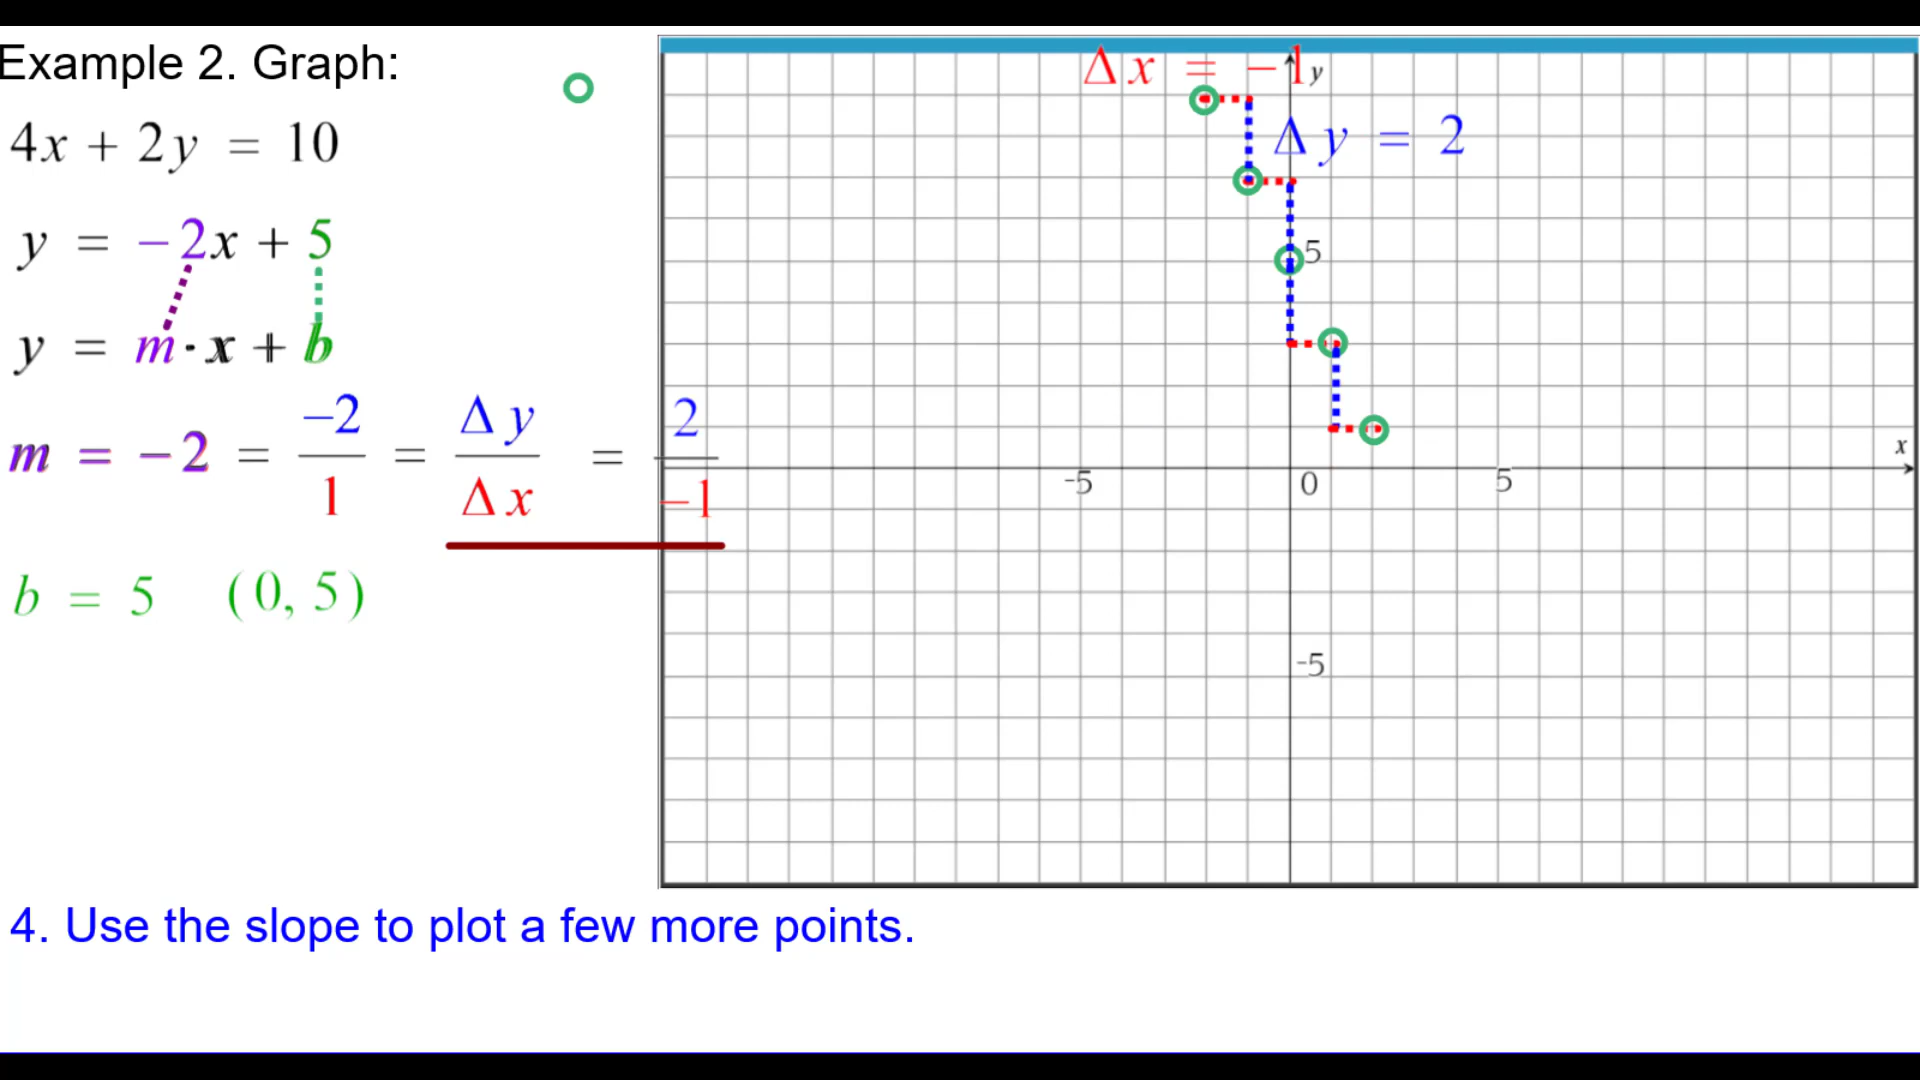 Example 2. Graph:
4x + 2y = 10
y = −2x + 5
y = m · x + b
m = −2 = −2/1 = Δy/Δx = 2/−1
b = 5 (0, 5)
Δx = −1
y
Δy = 2
5
x
-5 0 5
-5
4. Use the slope to plot a few more points.